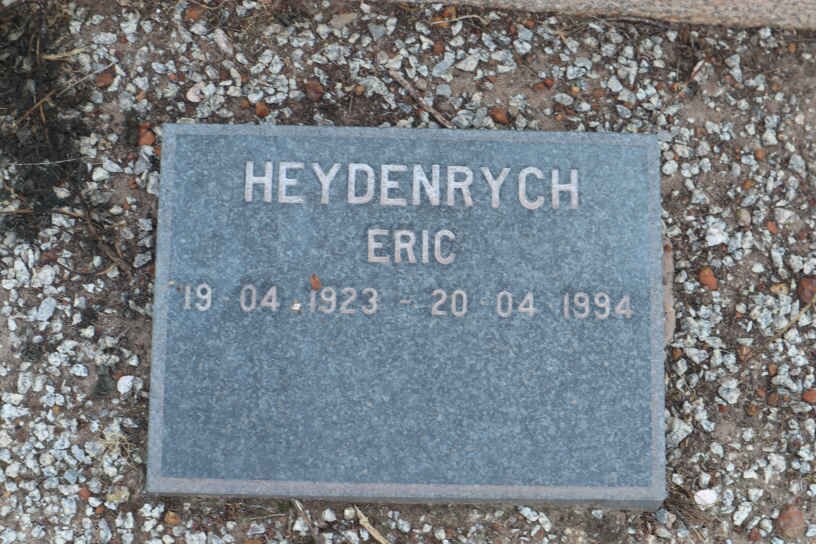 HEYDENRYCH
ERIC
19-04.1923 - 20-04-1994